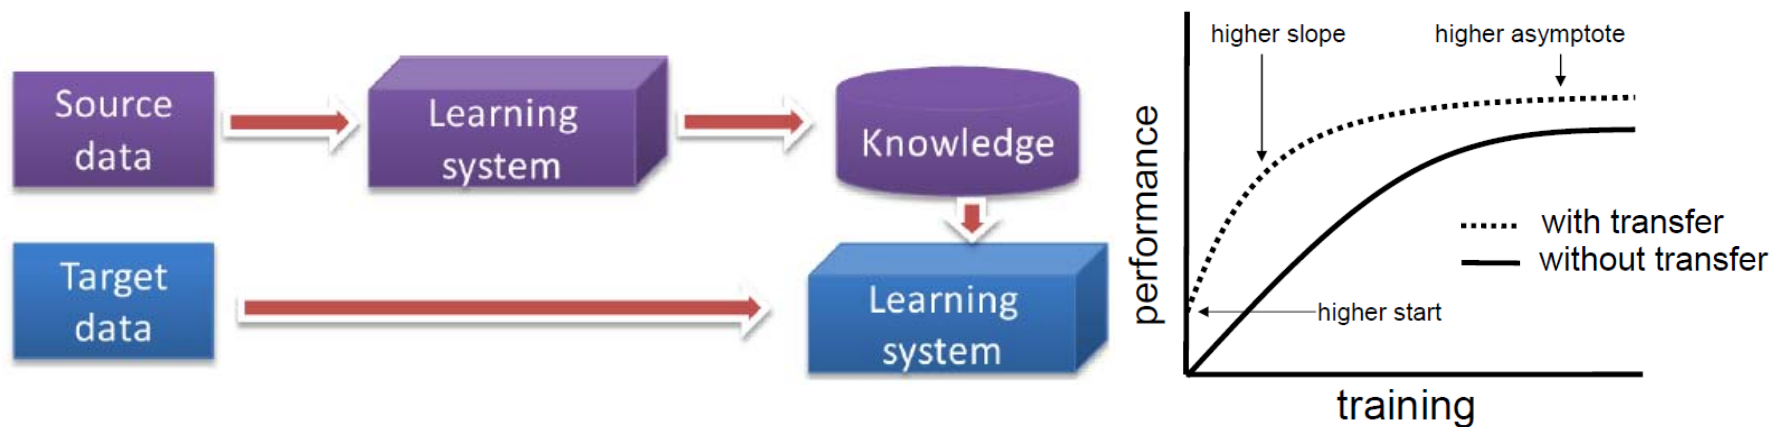 Source
data
Learning
system
Knowledge
Target
data
Learning
system
performance
higher slope
higher asymptote
with transfer
without transfer
higher start
training